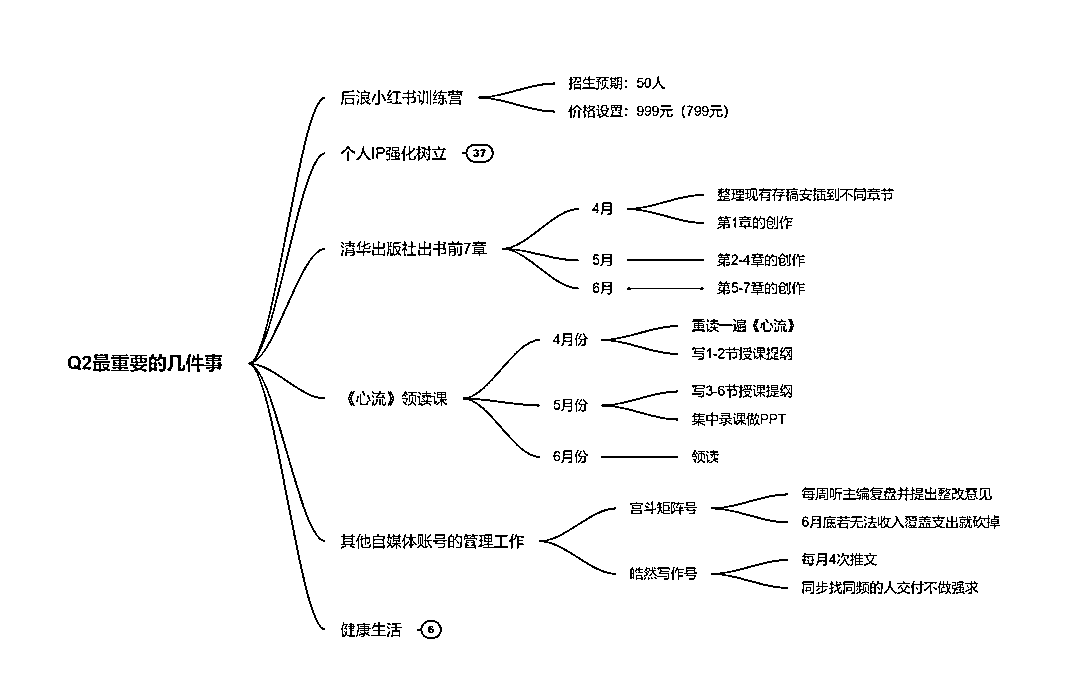 Q2最重要的几件事
后浪小红书训练营
招生预期：50人
价格设置：999元（799元）
个人IP强化树立
37
清华出版社出书前7章
4月
整理现有存稿安插到不同章节
第1章的创作
5月
第2-4章的创作
6月
第5-7章的创作
《心流》领读课
4月份
重读一遍《心流》
写1-2节授课提纲
5月份
写3-6节授课提纲
集中录课做PPT
6月份
领读
其他自媒体账号的管理工作
宫斗矩阵号
每周听主编复盘并提出整改意见
6月底若无法收入覆盖支出就砍掉
皓然写作号
每月4次推文
同步找同频的人交付不做强求
健康生活
6